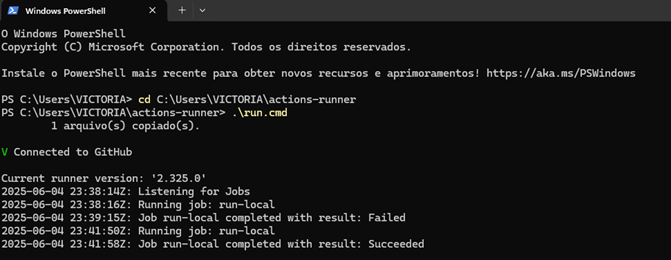 Windows PowerShell
O Windows PowerShell
Copyright (C) Microsoft Corporation. Todos os direitos reservados.
Instale o PowerShell mais recente para obter novos recursos e aprimoramentos! https://aka.ms/PSWindows
PS C:\Users\VICTORIA> cd C:\Users\VICTORIA\actions-runner
PS C:\Users\VICTORIA\actions-runner> .\run.cmd
1 arquivo(s) copiado(s).
V Connected to GitHub
Current runner version: '2.325.0'
2025-06-04 23:38:14Z: Listening for Jobs
2025-06-04 23:38:16Z: Running job: run-local
2025-06-04 23:39:15Z: Job run-local completed with result: Failed
2025-06-04 23:41:50Z: Running job: run-local
2025-06-04 23:41:58Z: Job run-local completed with result: Succeeded